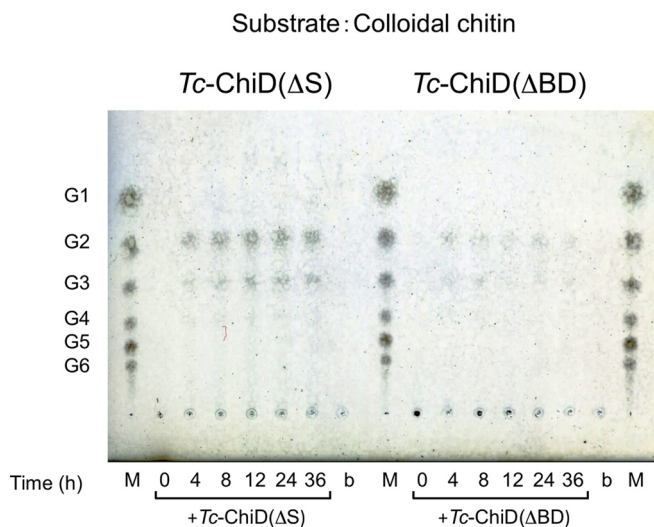 Substrate:Colloidal chitin
Tc-ChiD(ΔS) Tc-ChiD(ΔBD)
G1
G2
G3
G4
G5
G6
Time (h) M 0 4 8 12 24 36 b M 0 4 8 12 24 36 b M
+Tc-ChiD(ΔS) +Tc-ChiD(ΔBD)